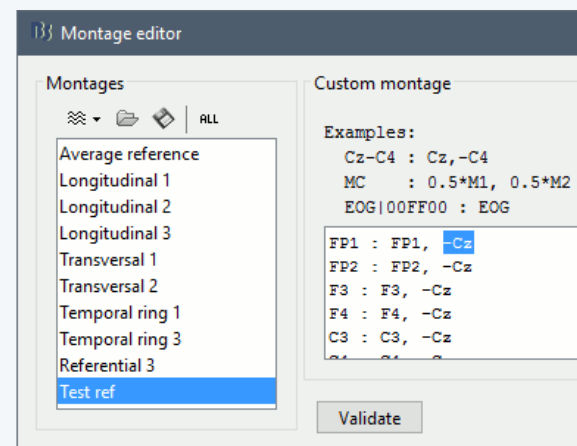 Montage editor
Montages
ALL
Average reference
Longitudinal 1
Longitudinal 2
Longitudinal 3
Transversal 1
Transversal 2
Temporal ring 1
Temporal ring 3
Referential 3
Test ref
Custom montage
Examples:
Cz-C4 : Cz,-C4
MC : 0.5*M1, 0.5*M2
EOG|00FF00 : EOG
FP1 : FP1, -Cz
FP2 : FP2, -Cz
F3 : F3, -Cz
F4 : F4, -Cz
C3 : C3, -Cz
Validate